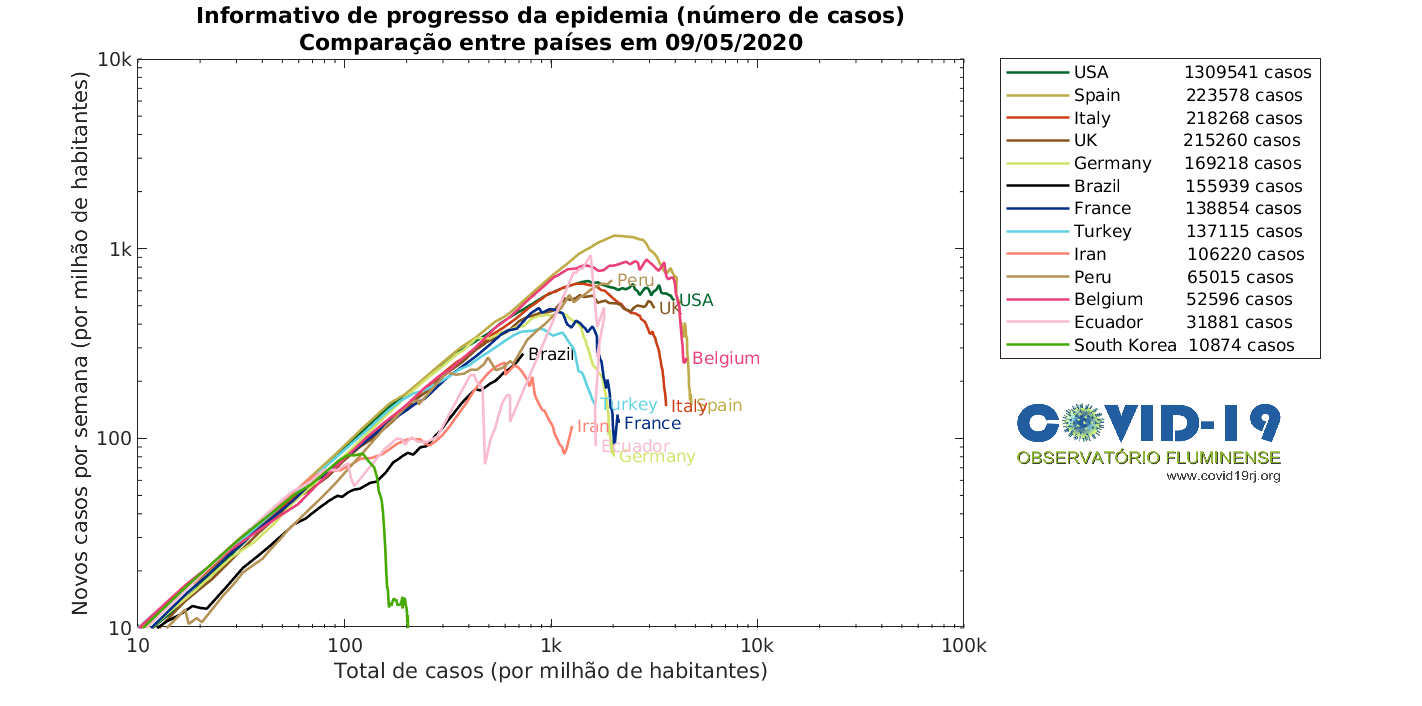 Informativo de progresso da epidemia (número de casos)
Comparação entre países em 09/05/2020
Novos casos por semana (por milhão de habitantes)
10k
1k
100
10
10
100
1k
10k
100k
Total de casos (por milhão de habitantes)
Peru
USA
UK
Brazil
Belgium
Turkey
Italy
Spain
France
Iran
Ecuador
Germany
USA 1309541 casos
Spain 223578 casos
Italy 218268 casos
UK 215260 casos
Germany 169218 casos
Brazil 155939 casos
France 138854 casos
Turkey 137115 casos
Iran 106220 casos
Peru 65015 casos
Belgium 52596 casos
Ecuador 31881 casos
South Korea 10874 casos
COVID-19
OBSERVATÓRIO FLUMINENSE
www.covid19rj.org